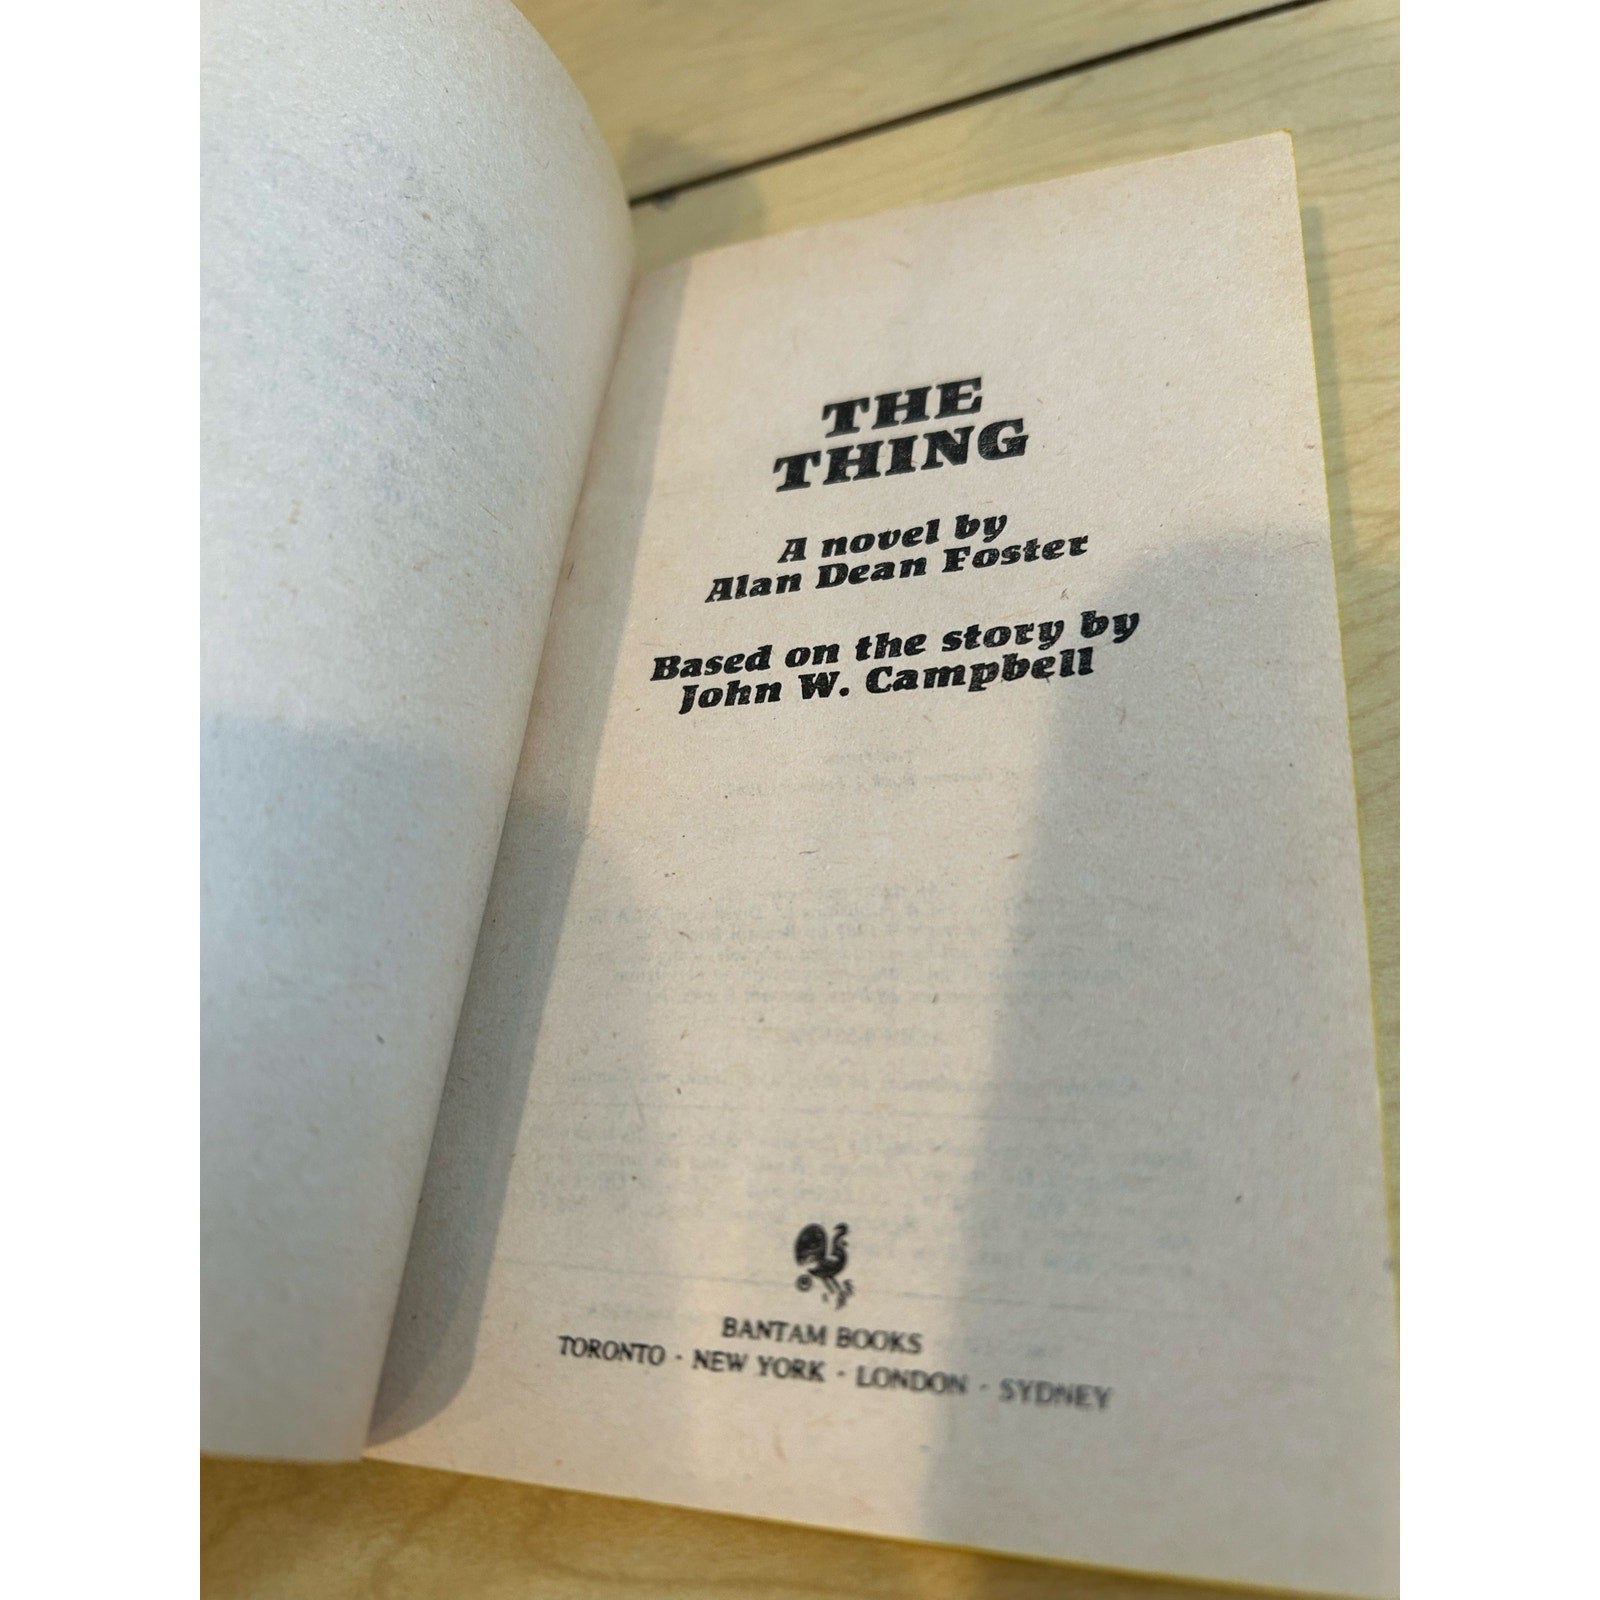 THE
THING
A novel by
Alan Dean Foster
Based on the story by
John W. Campbell
BANTAM BOOKS
TORONTO · NEW YORK · LONDON · SYDNEY